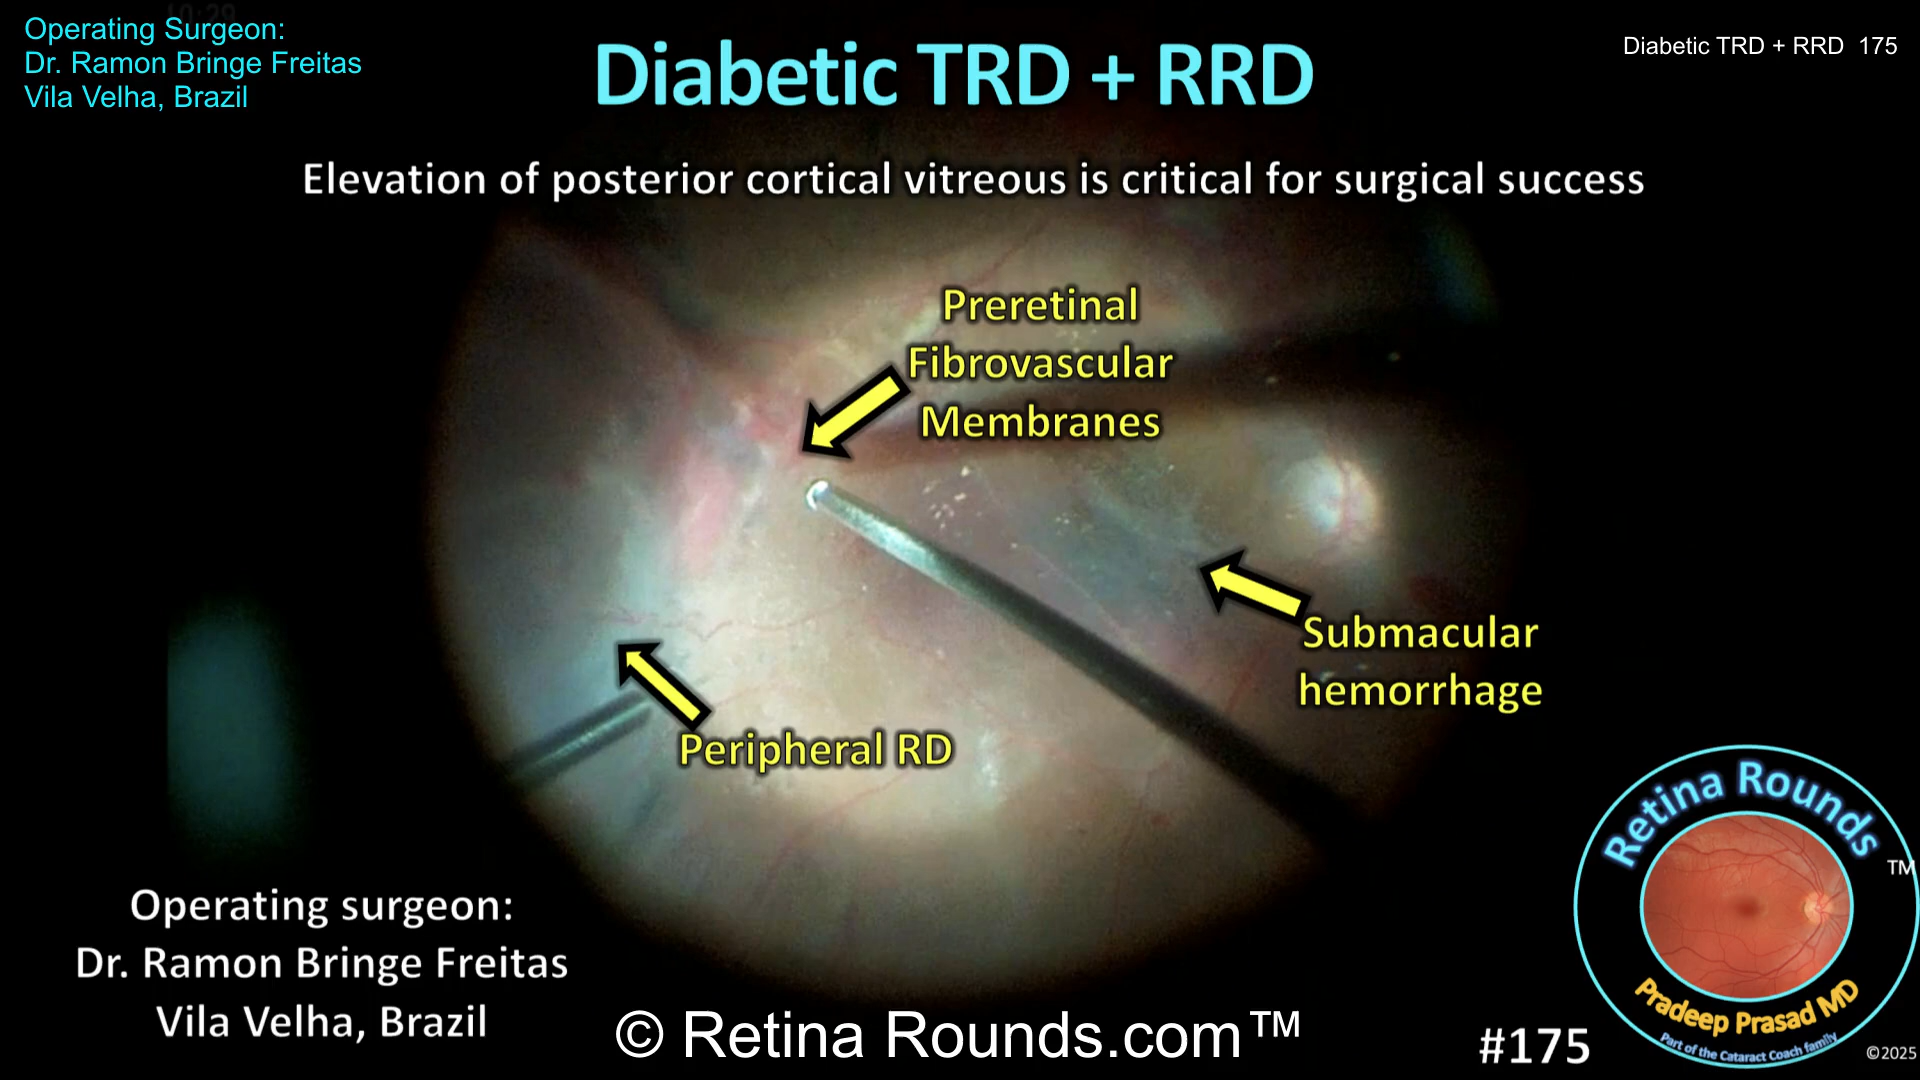 Operating Surgeon:
Dr. Ramon Bringe Freitas
Vila Velha, Brazil
Diabetic TRD + RRD
Diabetic TRD + RRD 175
Elevation of posterior cortical vitreous is critical for surgical success
Preretinal
Fibrovascular
Membranes
Submacular
hemorrhage
Peripheral RD
Operating surgeon:
Dr. Ramon Bringe Freitas
Vila Velha, Brazil
© Retina Rounds.com™
#175
Retina Rounds
TM
Pradeep Prasad MD
Part of the Cataract Coach family
©2025